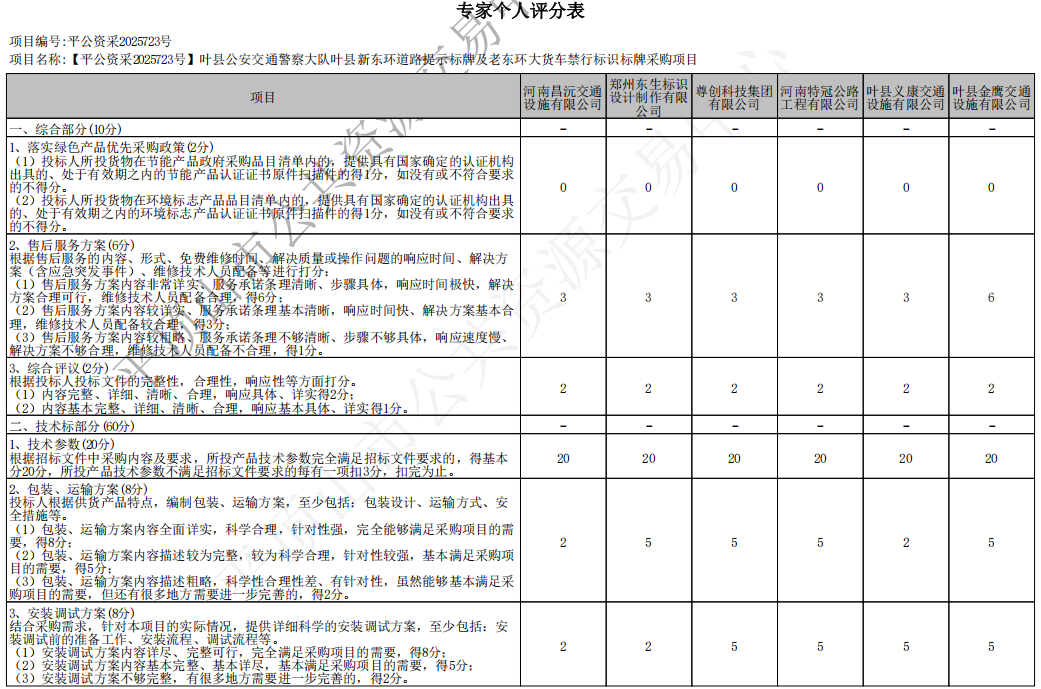 专家个人评分表
项目编号:平公资采2025723号
项目名称:【平公资采2025723号】叶县公安交通警察大队叶县新东环道路提示标牌及老东环大货车禁行标识标牌采购项目
项目
河南昌沅交通
设施有限公司
郑州东生标识
设计制作有限
公司
尊创科技集团
有限公司
河南特冠公路
工程有限公司
叶县义康交通
设施有限公司
叶县金鹰交通
设施有限公司
一、综合部分(10分) - - - - - -
1、落实绿色产品优先采购政策(2分)
(1)投标人所投货物在节能产品政府采购品目清单内的，提供具有国家确定的认证机构
出具的、处于有效期之内的节能产品认证证书原件扫描件的得1分，如没有或不符合要求
的不得分。
(2)投标人所投货物在环境标志产品品目清单内的，提供具有国家确定的认证机构出具
的、处于有效期之内的环境标志产品认证证书原件扫描件的得1分，如没有或不符合要求
的不得分。
0 0 0 0 0 0
2、售后服务方案(6分)
根据售后服务的内容、形式、免费维修时间、解决质量或操作问题的响应时间、解决方
案（含应急突发事件）、维修技术人员配备等进行打分:
(1)售后服务方案内容非常详实、服务承诺条理清晰、步骤具体，响应时间极快，解决
方案合理可行，维修技术人员配备合理，得6分;
(2)售后服务方案内容较详实、服务承诺条理基本清晰，响应时间快、解决方案基本合
理，维修技术人员配备较合理，得3分;
(3)售后服务方案内容较粗略、服务承诺条理不够清晰、步骤不够具体，响应速度慢、
解决方案不够合理，维修技术人员配备不合理，得1分。
3 3 3 3 3 6
3、综合评议(2分)
根据投标人投标文件的完整性，合理性，响应性等方面打分。
(1)内容完整、详细、清晰、合理，响应具体、详实得2分;
(2)内容基本完整、详细、清晰、合理，响应基本具体、详实得1分。
2 2 2 2 2 2
二、技术标部分(60分) - - - - - -
1、技术参数(20分)
根据招标文件中采购内容及要求，所投产品技术参数完全满足招标文件要求的，得基本
分20分，所投产品技术参数不满足招标文件要求的每有一项扣3分，扣完为止。
20 20 20 20 20 20
2、包装、运输方案(8分)
投标人根据供货产品特点，编制包装、运输方案，至少包括: 包装设计、运输方式、安
全措施等。
(1)包装、运输方案内容全面详实，科学合理，针对性强，完全能够满足采购项目的需
要，得8分;
(2)包装、运输方案内容描述较为完整，较为科学合理，针对性较强，基本满足采购项
目的需要，得5分;
(3)包装、运输方案内容描述粗略，科学性合理性差、有针对性，虽然能够基本满足采
购项目的需要，但还有很多地方需要进一步完善的，得2分。
2 5 5 5 2 5
3、安装调试方案(8分)
结合采购需求，针对本项目的实际情况，提供详细科学的安装调试方案，至少包括: 安
装调试前的准备工作、安装流程、调试流程等。
(1)安装调试方案内容详尽、完整可行，完全满足采购项目的需要，得8分;
(2)安装调试方案内容基本完整、基本详尽，基本满足采购项目的需要，得5分;
(3)安装调试方案不够完整，有很多地方需要进一步完善的，得2分。
2 2 5 5 5 5
平顶山市公共资源交易中心
平顶山市公共资源交易中心